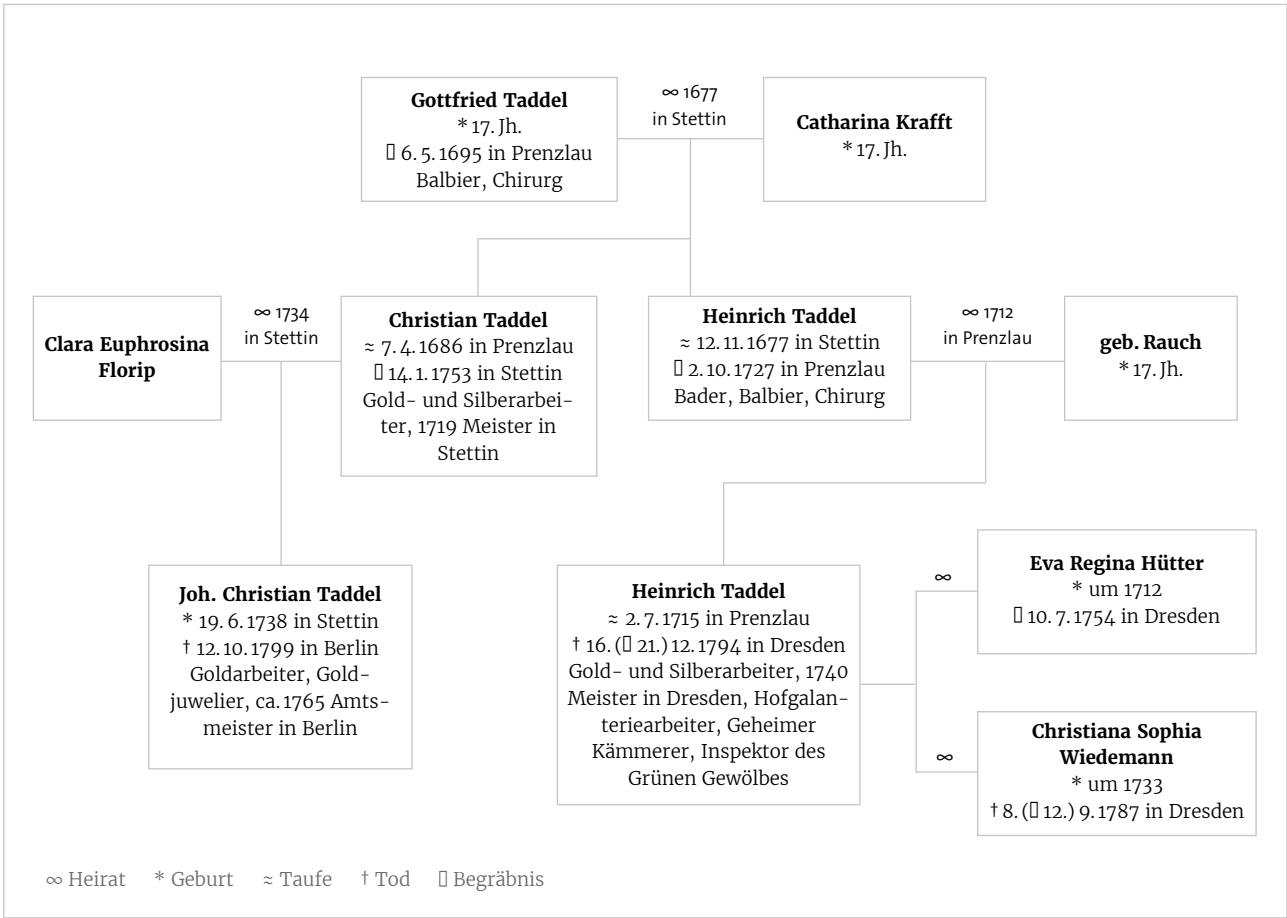 Gottfried Taddel
* 17. Jh.
▯ 6. 5. 1695 in Prenzlau
Balbier, Chirurg
∞ 1677
in Stettin
Catharina Krafft
* 17. Jh.
Clara Euphrosina
Florip
∞ 1734
in Stettin
Christian Taddel
≈ 7. 4. 1686 in Prenzlau
▯ 14. 1. 1753 in Stettin
Gold- und Silberarbei-
ter, 1719 Meister in
Stettin
Heinrich Taddel
≈ 12. 11. 1677 in Stettin
▯ 2. 10. 1727 in Prenzlau
Bader, Balbier, Chirurg
∞ 1712
in Prenzlau
geb. Rauch
* 17. Jh.
Joh. Christian Taddel
* 19. 6. 1738 in Stettin
† 12. 10. 1799 in Berlin
Goldarbeiter, Gold-
juwelier, ca. 1765 Amts-
meister in Berlin
Heinrich Taddel
≈ 2. 7. 1715 in Prenzlau
† 16. (▯ 21.) 12. 1794 in Dresden
Gold- und Silberarbeiter, 1740
Meister in Dresden, Hofgalan-
teriearbeiter, Geheimer
Kämmerer, Inspektor des
Grünen Gewölbes
∞
Eva Regina Hütter
* um 1712
▯ 10. 7. 1754 in Dresden
∞
Christiana Sophia
Wiedemann
* um 1733
† 8. (▯ 12.) 9. 1787 in Dresden
∞ Heirat * Geburt ≈ Taufe † Tod ▯ Begräbnis